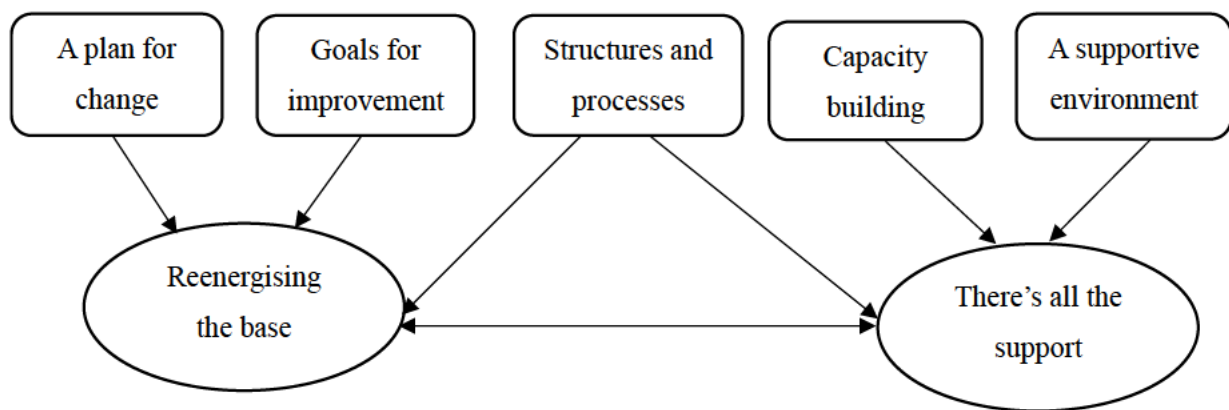 A plan for
change
Goals for
improvement
Structures and
processes
Capacity
building
A supportive
environment
Reenergising
the base
There's all the
support